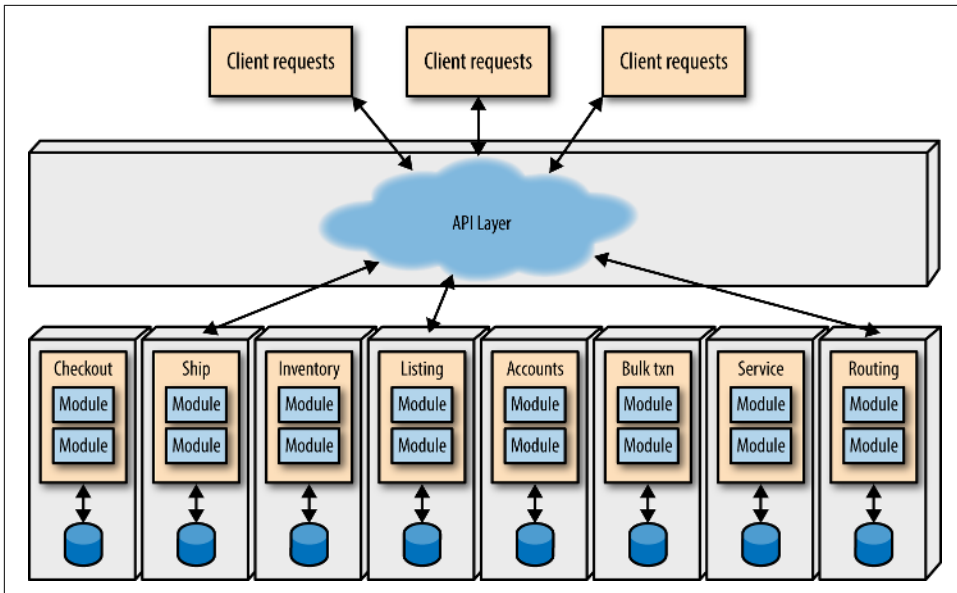 Client requests
Client requests
Client requests
API Layer
Checkout
Module
Module
Ship
Module
Module
Inventory
Module
Module
Listing
Module
Module
Accounts
Module
Module
Bulk txn
Module
Module
Service
Module
Module
Routing
Module
Module